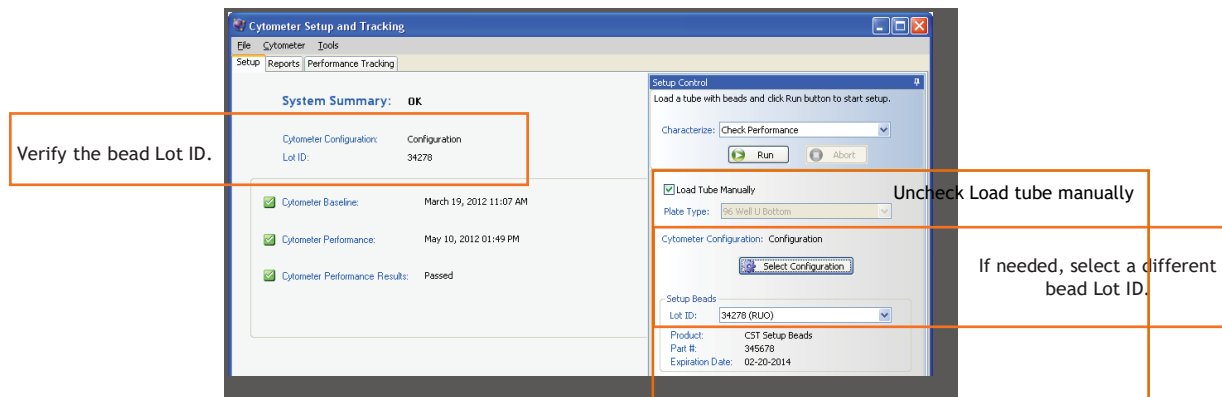 Cytometer Setup and Tracking
File Cytometer Tools
Setup Reports Performance Tracking
System Summary: OK
Cytometer Configuration: Configuration
Lot ID: 34278
Verify the bead Lot ID.
Cytometer Baseline: March 19, 2012 11:07 AM
Cytometer Performance: May 10, 2012 01:49 PM
Cytometer Performance Results: Passed
Setup Control
Load a tube with beads and click Run button to start setup.
Characterize: Check Performance
Run Abort
Load Tube Manually
Uncheck Load tube manually
Plate Type: 96 Well U Bottom
Cytometer Configuration: Configuration
Select Configuration
If needed, select a different
bead Lot ID.
Setup Beads
Lot ID: 34278 (RUO)
Product: CST Setup Beads
Part #: 345678
Expiration Date: 02-20-2014